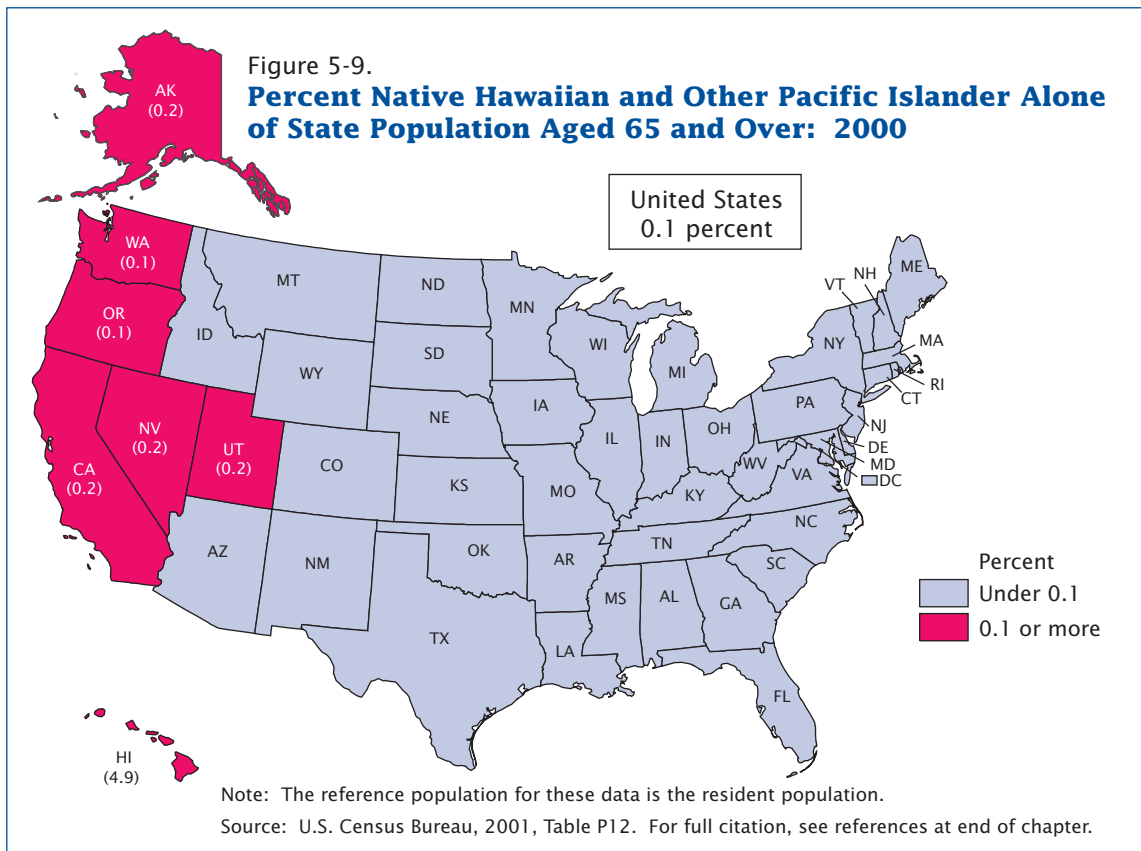 Figure 5-9.
Percent Native Hawaiian and Other Pacific Islander Alone
of State Population Aged 65 and Over: 2000
United States
0.1 percent
AK
(0.2)
WA
(0.1)
OR
(0.1)
CA
(0.2)
NV
(0.2)
UT
(0.2)
HI
(4.9)
ID
MT
WY
CO
AZ
NM
ND
SD
NE
KS
OK
TX
MN
IA
MO
AR
LA
WI
IL
MI
IN
OH
KY
TN
MS
AL
GA
FL
SC
NC
VA
WV
PA
NY
VT
NH
ME
MA
RI
CT
NJ
DE
MD
DC
Percent
Under 0.1
0.1 or more
Note: The reference population for these data is the resident population.
Source: U.S. Census Bureau, 2001, Table P12. For full citation, see references at end of chapter.